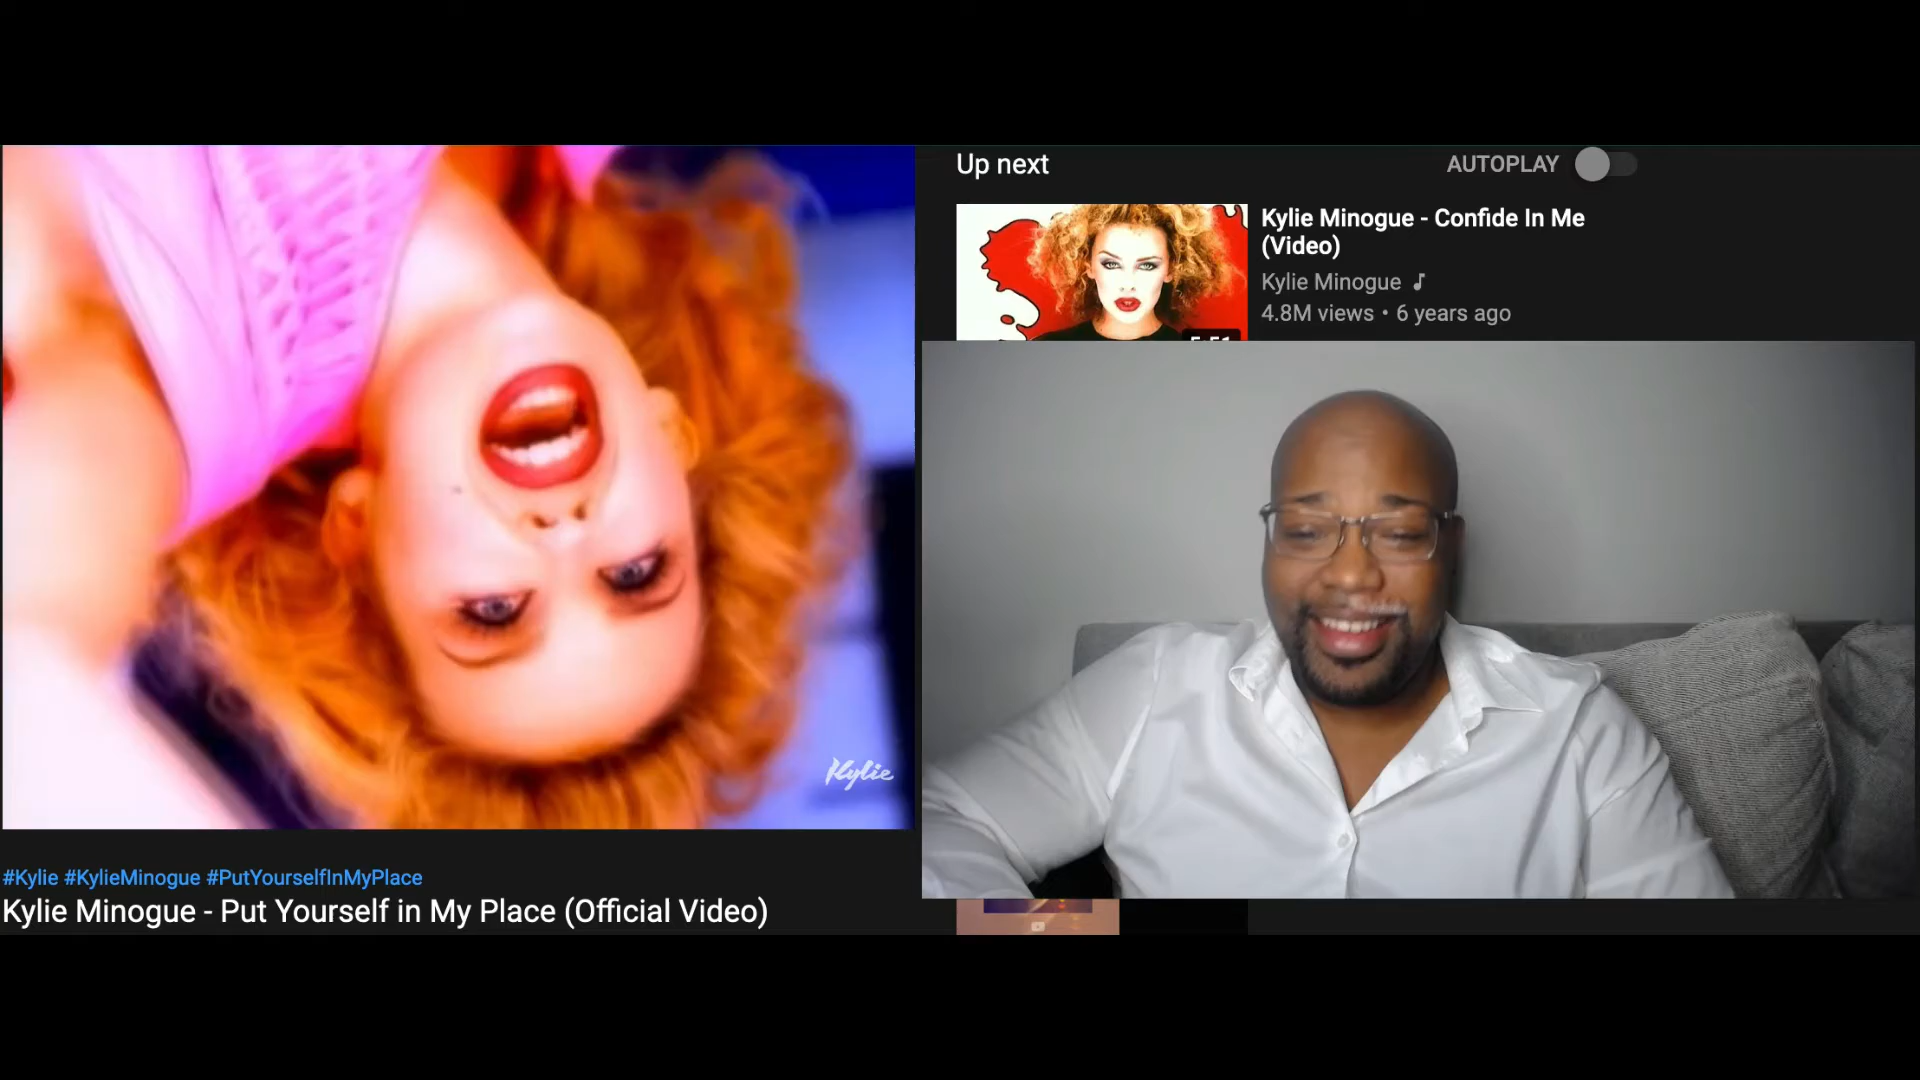 Up next
AUTOPLAY
Kylie Minogue - Confide In Me
(Video)
Kylie Minogue
4.8M views • 6 years ago
Kylie
#Kylie #KylieMinogue #PutYourselfInMyPlace
Kylie Minogue - Put Yourself in My Place (Official Video)